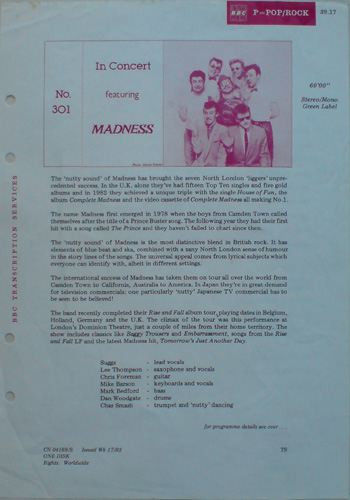 BBC P=POP/ROCK
In Concert
No. 301
featuring
MADNESS
Stereo/Mono
Green Label
BBC TRANSCRIPTION SERVICES
The 'nutty sound' of Madness has brought the seven North London 'liggers' unpre-
cedented success. In the U.K. alone they've had fifteen Top Ten singles and five gold
albums and in 1982 they achieved a unique triple with the single House of Fun, the
album Complete Madness and the video cassette of Complete Madness all making No.1.
The name Madness first emerged in 1978 when the boys from Camden Town called
themselves after the title of a Prince Buster song. The following year they had their first
hit with a song called The Prince and they haven't failed to chart since then.
The 'nutty sound' of Madness is the most distinctive blend in British rock. It has
elements of blue beat and ska, combined with a zany North London sense of humour
in the story lines of the songs. The universal appeal comes from lyrical subjects which
everyone can identify with, albeit in different settings.
The international success of Madness has taken them on tour all over the world from
Camden Town to California, Australia to America. In Japan they're in great demand
for television commercials: one particularly 'nutty' Japanese TV commercial has to
be seen to be believed!
The band recently completed their Rise and Fall album tour, playing dates in Belgium,
Holland, Germany and the U.K. The climax of the tour was this performance at
London's Dominion Theatre, just a couple of miles from their home territory. The
show includes classics like Baggy Trousers and Embarrassment, songs from the Rise
and Fall LP and the latest Madness hit, Tomorrow's Just Another Day.
Suggs - lead vocals
Lee Thompson - saxophone and vocals
Chris Foreman - guitar
Mike Barson - keyboards and vocals
Mark Bedford - bass
Dan Woodgate - drums
Chas Smash - trumpet and 'nutty' dancing
for programme details see over . . .
Issued Wk 17/83
ONE DISK
Rights: Worldwide